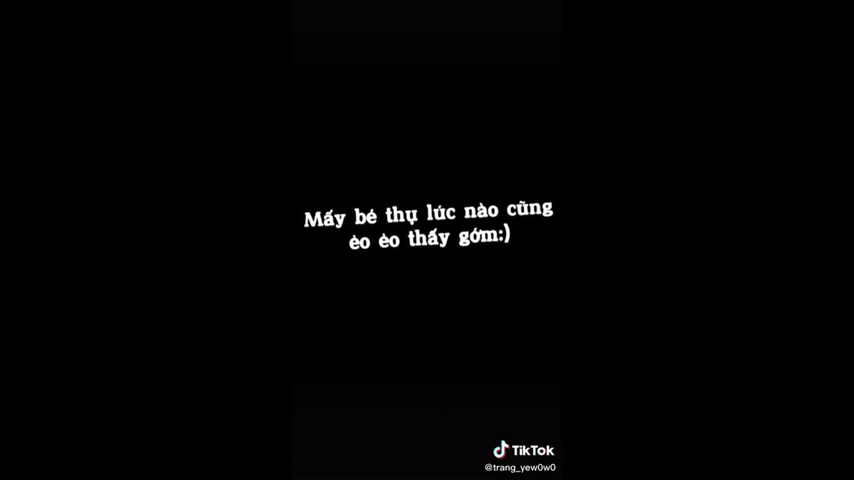 Mấy bé thụ lúc nào cũng
èo èo thấy gớm:)
TikTok
@trang_yew0w0